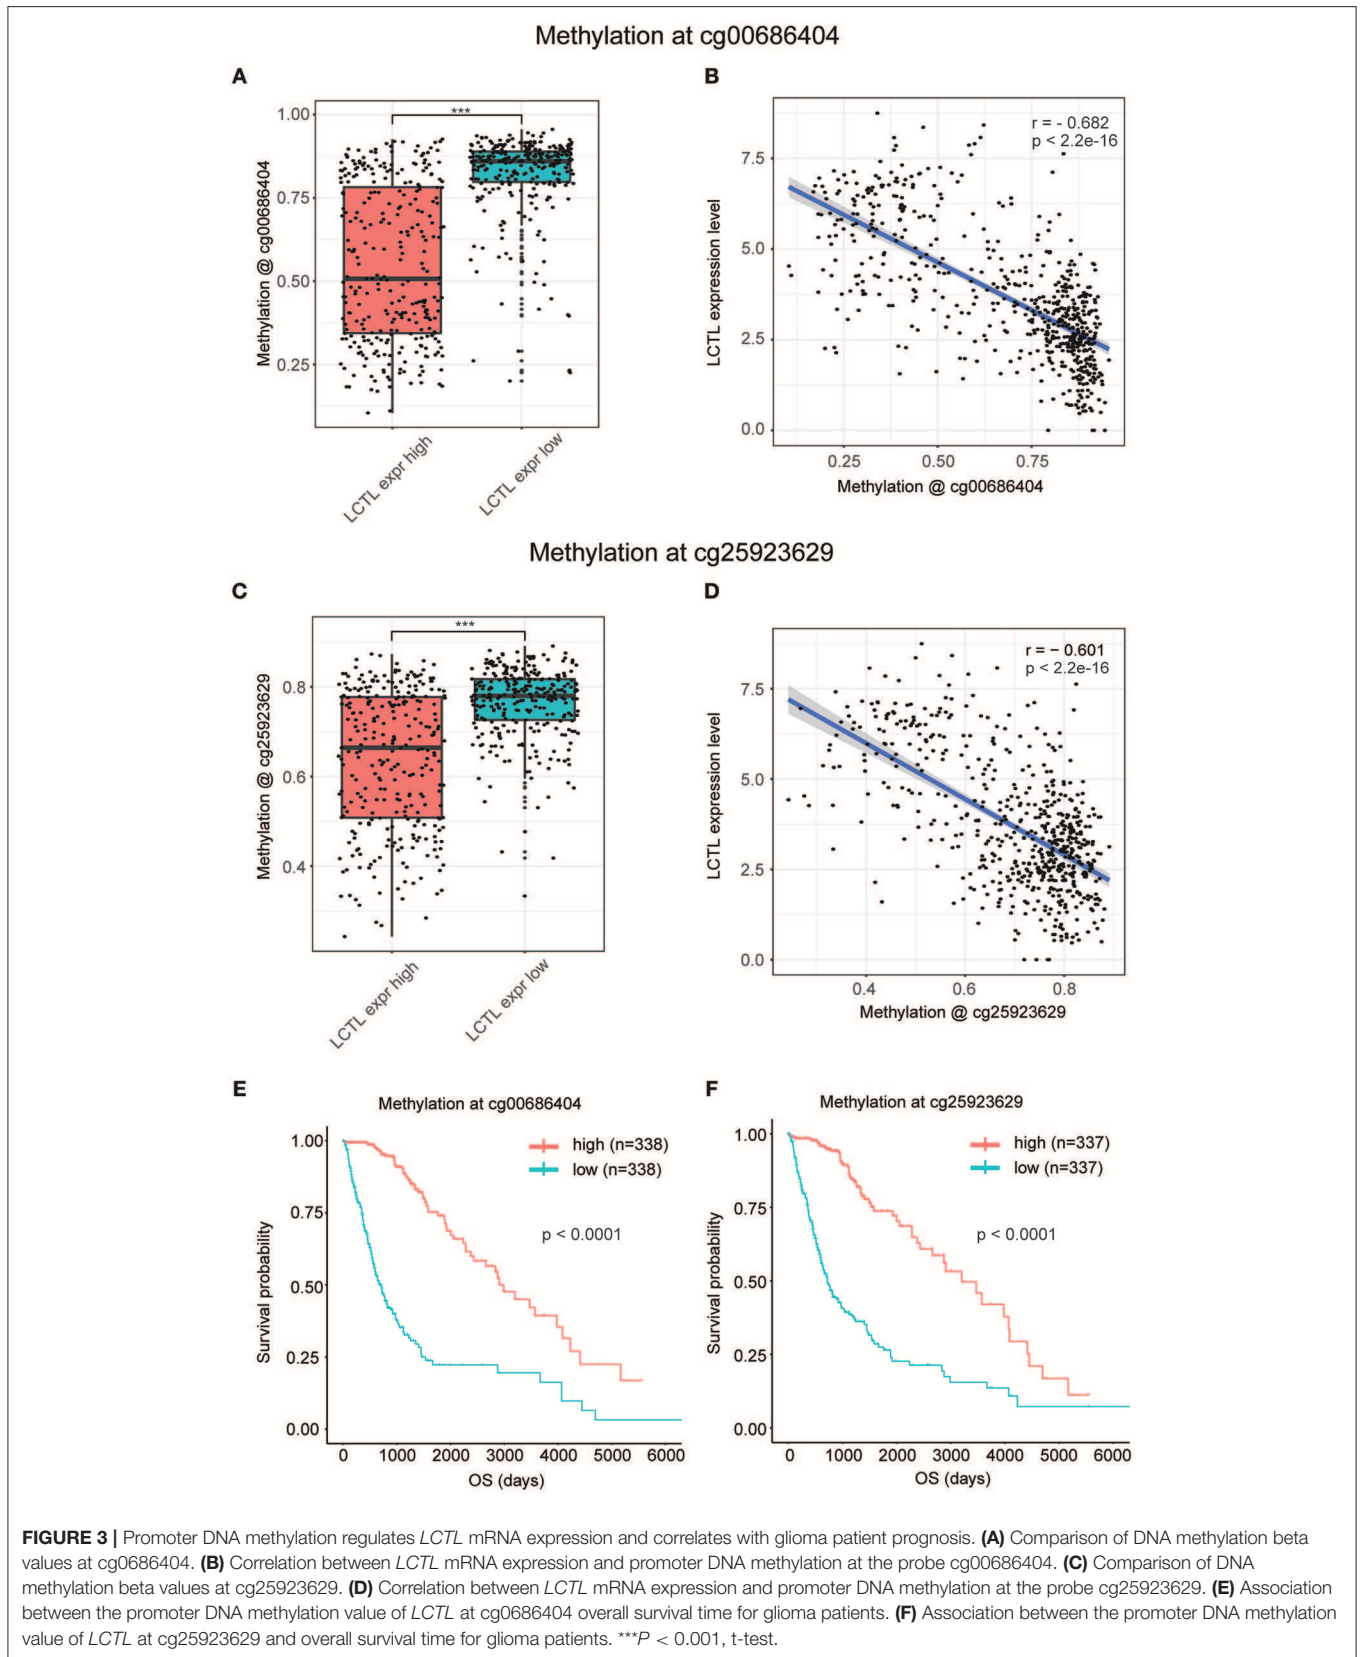 Methylation at cg00686404
A
B
1.00
0.75
0.50
0.25
Methylation @ cg00686404
***
LCTL expr high
LCTL expr low
7.5
5.0
2.5
0.0
LCTL expression level
r = - 0.682
p < 2.2e-16
0.25
0.50
0.75
Methylation @ cg00686404
Methylation at cg25923629
C
D
0.8
0.6
0.4
Methylation @ cg25923629
***
LCTL expr high
LCTL expr low
7.5
5.0
2.5
0.0
LCTL expression level
r = − 0.601
p < 2.2e-16
0.4
0.6
0.8
Methylation @ cg25923629
E
Methylation at cg00686404
1.00
0.75
0.50
0.25
0.00
Survival probability
high (n=338)
low (n=338)
p < 0.0001
0 1000 2000 3000 4000 5000 6000
OS (days)
F
Methylation at cg25923629
1.00
0.75
0.50
0.25
0.00
Survival probability
high (n=337)
low (n=337)
p < 0.0001
0 1000 2000 3000 4000 5000 6000
OS (days)
FIGURE 3 | Promoter DNA methylation regulates LCTL mRNA expression and correlates with glioma patient prognosis. (A) Comparison of DNA methylation beta
values at cg0686404. (B) Correlation between LCTL mRNA expression and promoter DNA methylation at the probe cg00686404. (C) Comparison of DNA
methylation beta values at cg25923629. (D) Correlation between LCTL mRNA expression and promoter DNA methylation at the probe cg25923629. (E) Association
between the promoter DNA methylation value of LCTL at cg0686404 overall survival time for glioma patients. (F) Association between the promoter DNA methylation
value of LCTL at cg25923629 and overall survival time for glioma patients. ***P < 0.001, t-test.